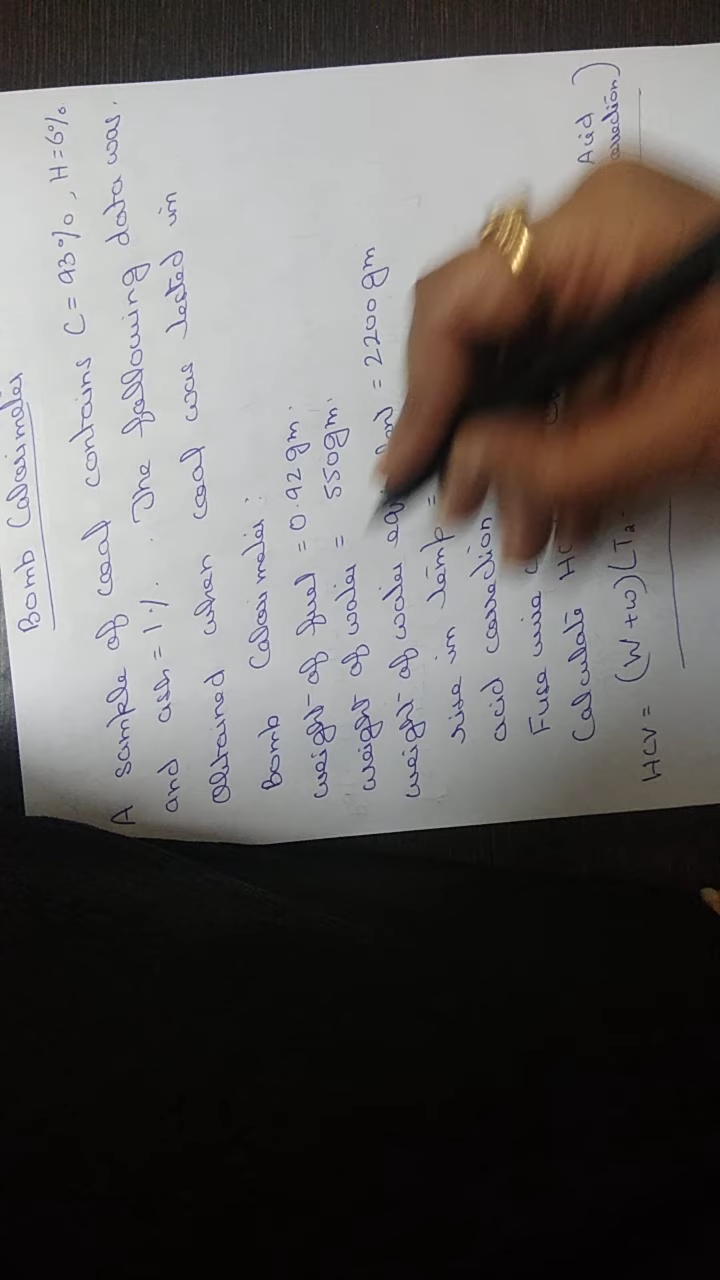 Bomb Calorimeter
A sample of coal contains C = 93%, H = 6%
and ash = 1%. The following data was.
obtained when coal was tested in
Bomb Calorimeter:
weight of fuel = 0.92 gm.
weight of water = 550 gm.
weight of water = 2200 gm
rise in temp =
acid correction
Fuse wire
Calculate
HCV = (W+w)(T2- Acid